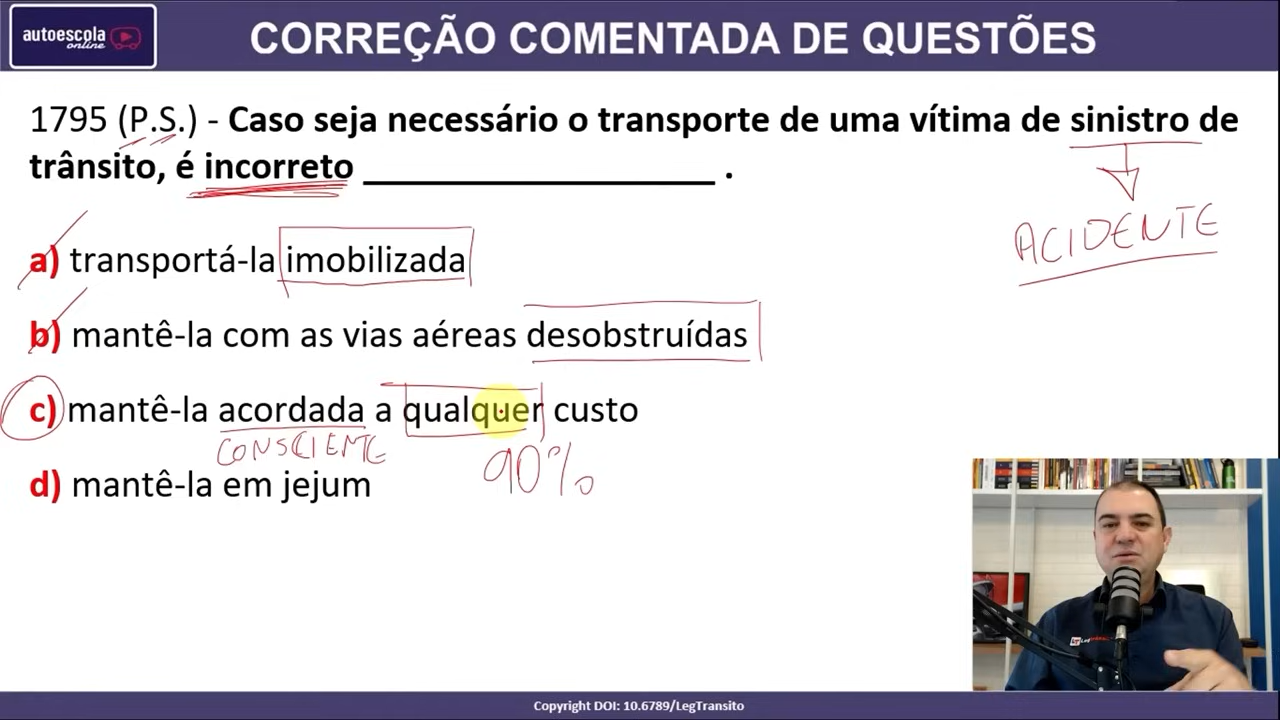 autoescola
online
CORREÇÃO COMENTADA DE QUESTÕES
1795 (P.S.) - Caso seja necessário o transporte de uma vítima de sinistro de
trânsito, é incorreto ____________________ .
ACIDENTE
a) transportá-la imobilizada
b) mantê-la com as vias aéreas desobstruídas
c) mantê-la acordada a qualquer custo
CONSCIENTE
90%
d) mantê-la em jejum
Copyright DOI: 10.6789/LegTransito